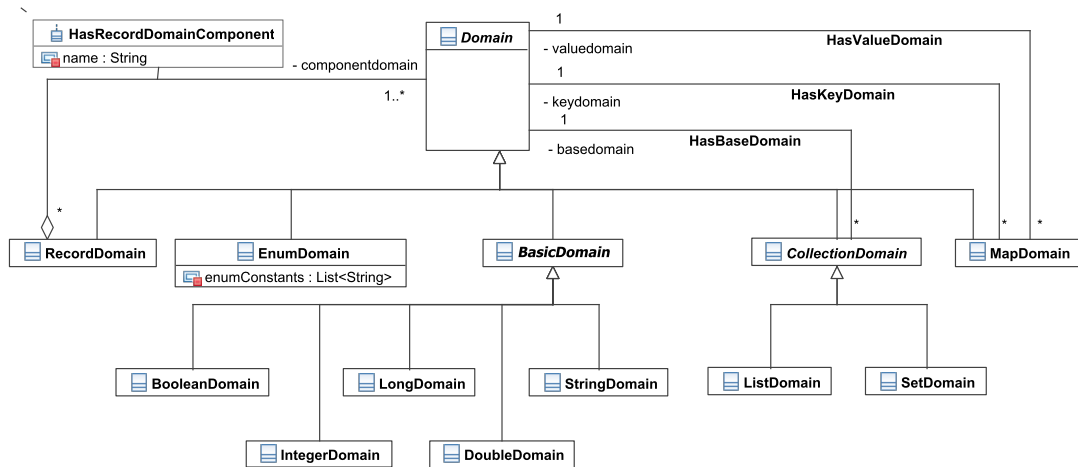 HasRecordDomainComponent
name : String
Domain
1
HasValueDomain
- valuedomain
- componentdomain
1
HasKeyDomain
1..*
- keydomain
1
HasBaseDomain
- basedomain
*
*
*
*
RecordDomain
EnumDomain
BasicDomain
CollectionDomain
MapDomain
enumConstants : List<String>
BooleanDomain
LongDomain
StringDomain
ListDomain
SetDomain
IntegerDomain
DoubleDomain